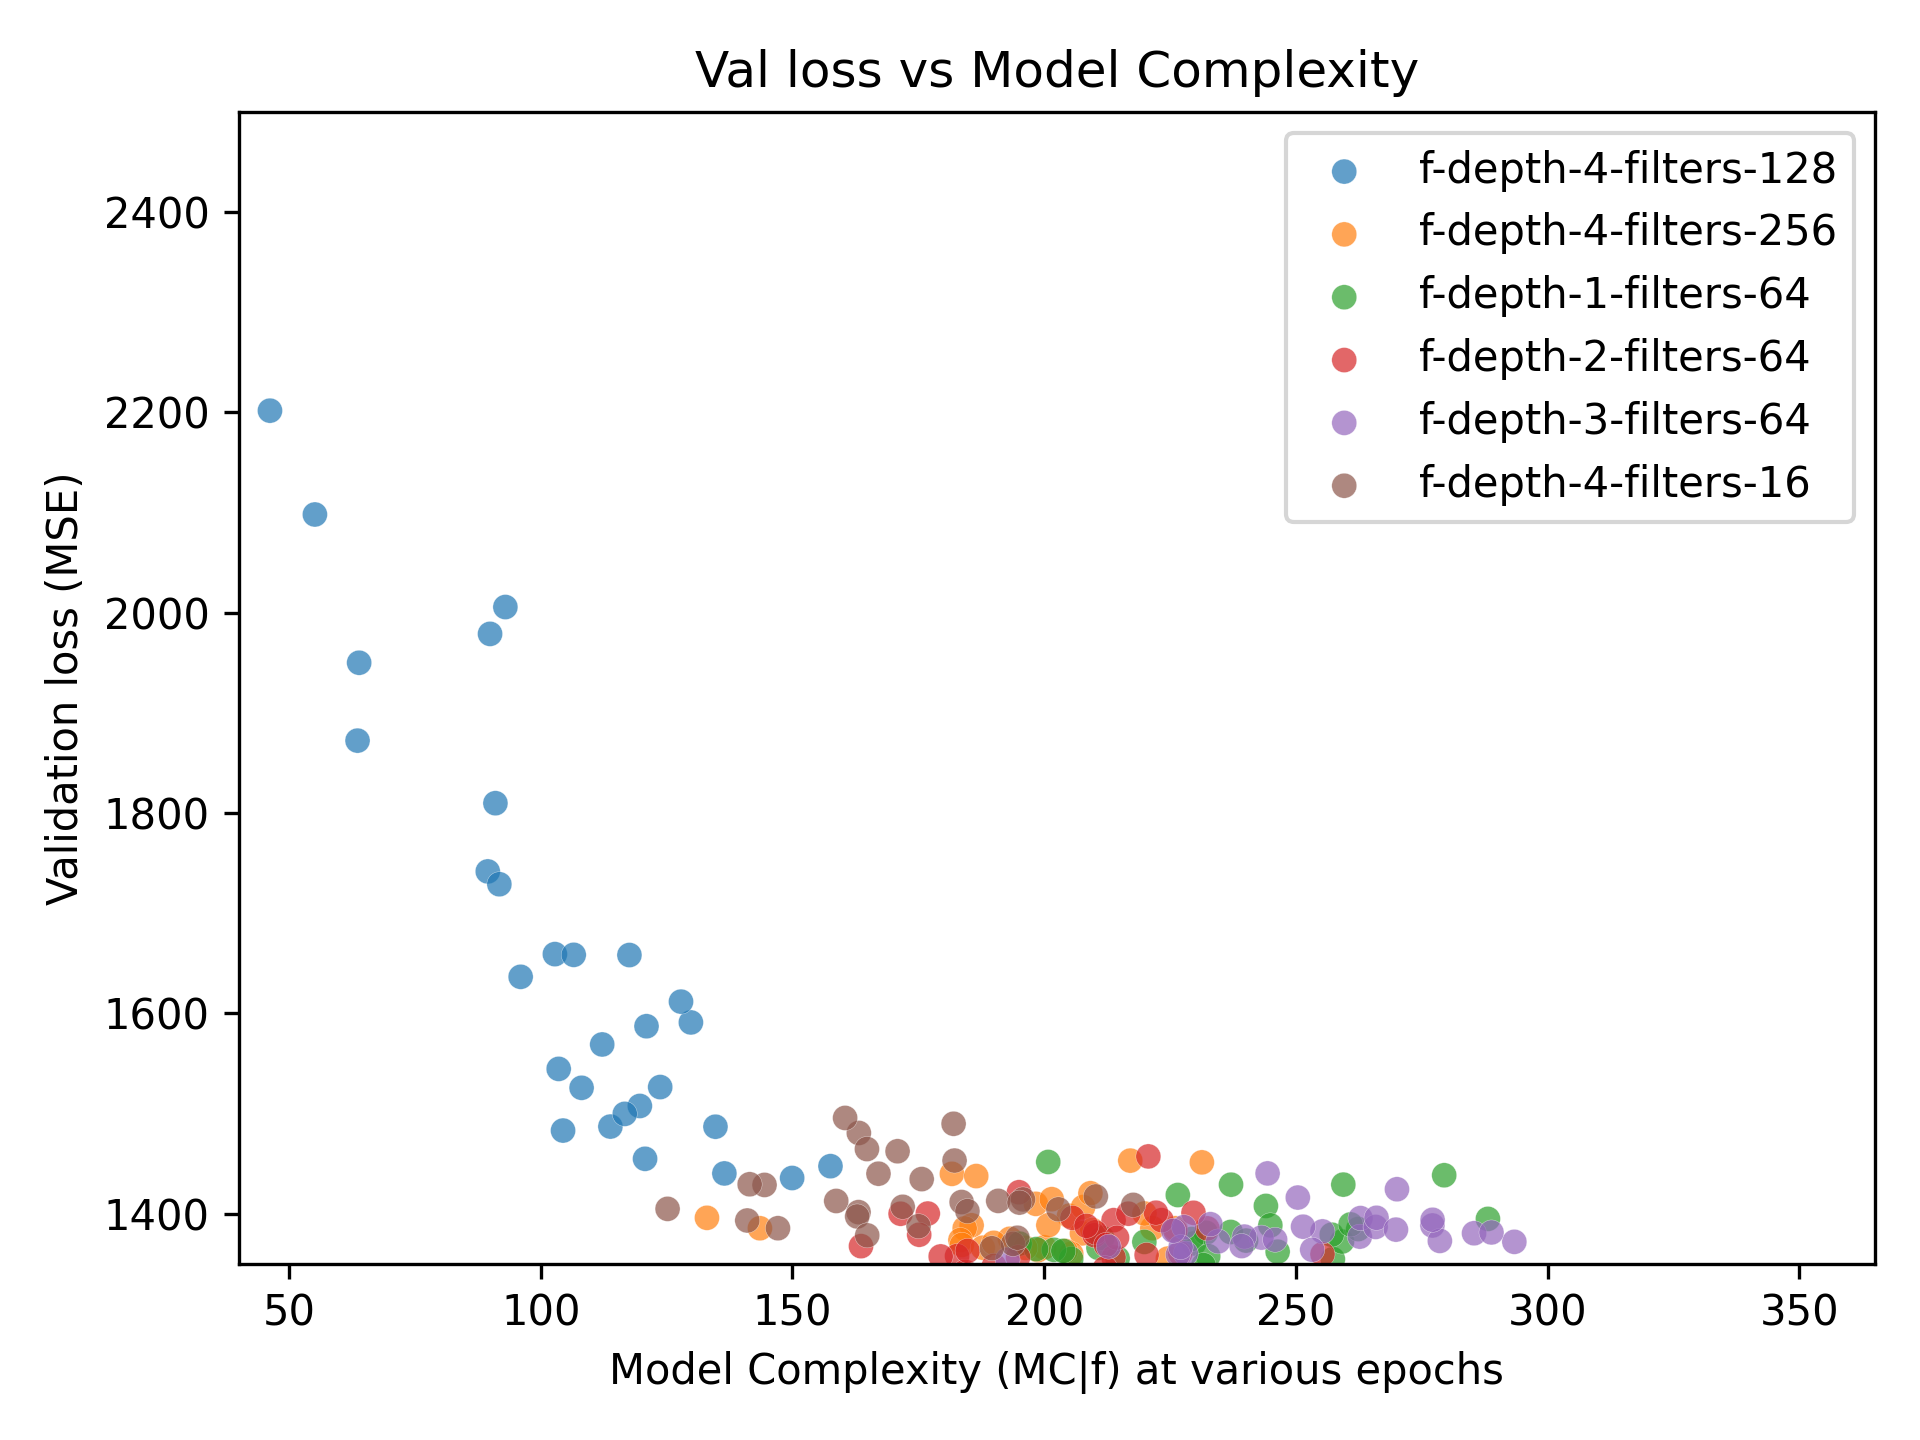 Val loss vs Model Complexity
f-depth-4-filters-128
f-depth-4-filters-256
f-depth-1-filters-64
f-depth-2-filters-64
f-depth-3-filters-64
f-depth-4-filters-16
Validation loss (MSE)
2400
2200
2000
1800
1600
1400
50 100 150 200 250 300 350
Model Complexity (MC|f) at various epochs